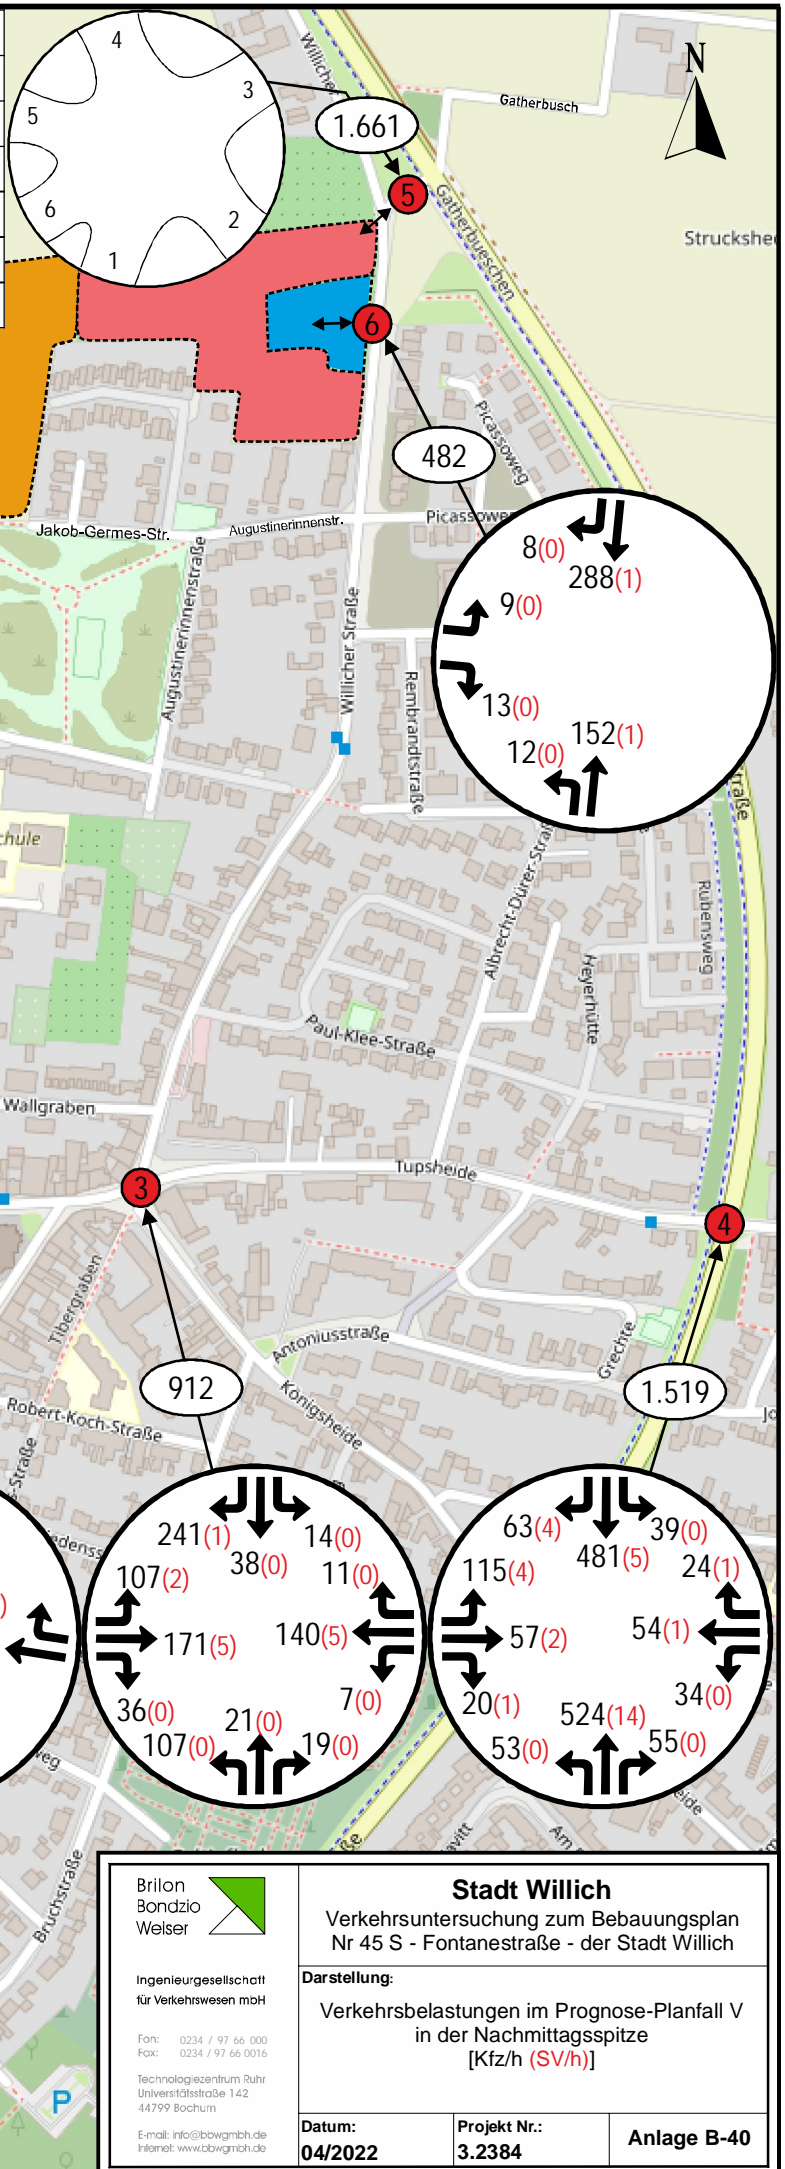 4
3
5
6
2
1
Willicher
1.661
5
Gatherbusch
N
Gatherbueschen
6
482
Picassoweg
Jakob-Germes-Str.
Augustinerinnenstr.
Augustinerinnenstraße
Willicher Straße
Rembrandtstraße
8(0)
288(1)
9(0)
13(0)
12(0)
152(1)
Albrecht-Dürer-Straße
Rubensweg
Heyerhütte
Paul-Klee-Straße
Wallgraben
Tupsheide
3
4
Tibergraben
Antoniusstraße
Grechte
912
1.519
Königsheide
Robert-Koch-Straße
241(1)
38(0)
14(0)
107(2)
11(0)
171(5)
140(5)
36(0)
7(0)
107(0)
21(0)
19(0)
63(4)
481(5)
39(0)
115(4)
24(1)
57(2)
54(1)
20(1)
34(0)
53(0)
524(14)
55(0)
Bruchstraße
P
Brilon
Bondzio
Weiser
Ingenieurgesellschaft
für Verkehrswesen mbH
Fon: 0234 / 97 66 000
Fax: 0234 / 97 66 0016
Technologiezentrum Ruhr
Universitätsstraße 142
44799 Bochum
E-mail: info@bbwgmbh.de
Internet: www.bbwgmbh.de
Stadt Willich
Verkehrsuntersuchung zum Bebauungsplan
Nr 45 S - Fontanestraße - der Stadt Willich
Darstellung:
Verkehrsbelastungen im Prognose-Planfall V
in der Nachmittagsspitze
[Kfz/h (SV/h)]
Datum:
04/2022
Projekt Nr.:
3.2384
Anlage B-40